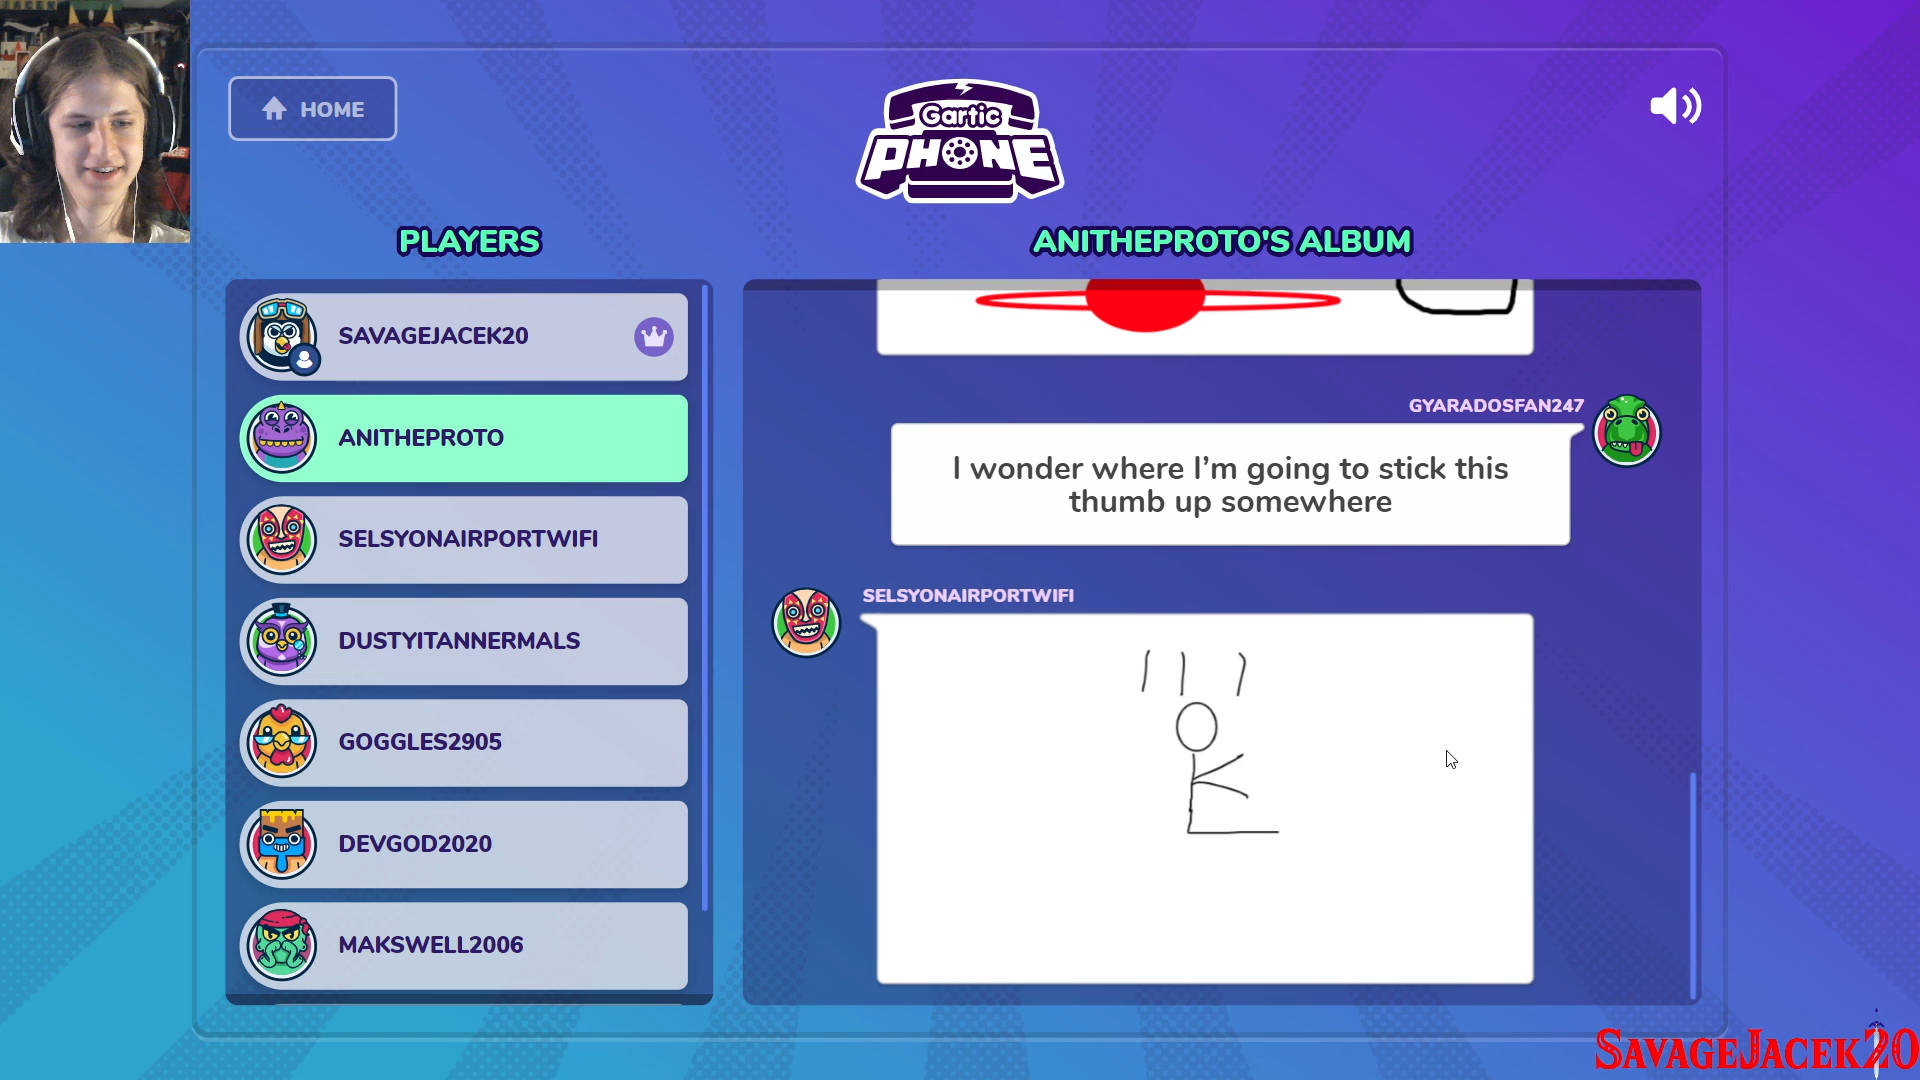 HOME
Gartic
PHONE
PLAYERS
SAVAGEJACEK20
ANITHEPROTO
SELSYONAIRPORTWIFI
DUSTYITANNERMALS
GOGGLES2905
DEVGOD2020
MAKSWELL2006
ANITHEPROTO'S ALBUM
GYARADOSFAN247
I wonder where I'm going to stick this
thumb up somewhere
SELSYONAIRPORTWIFI
SAVAGEJACEK20